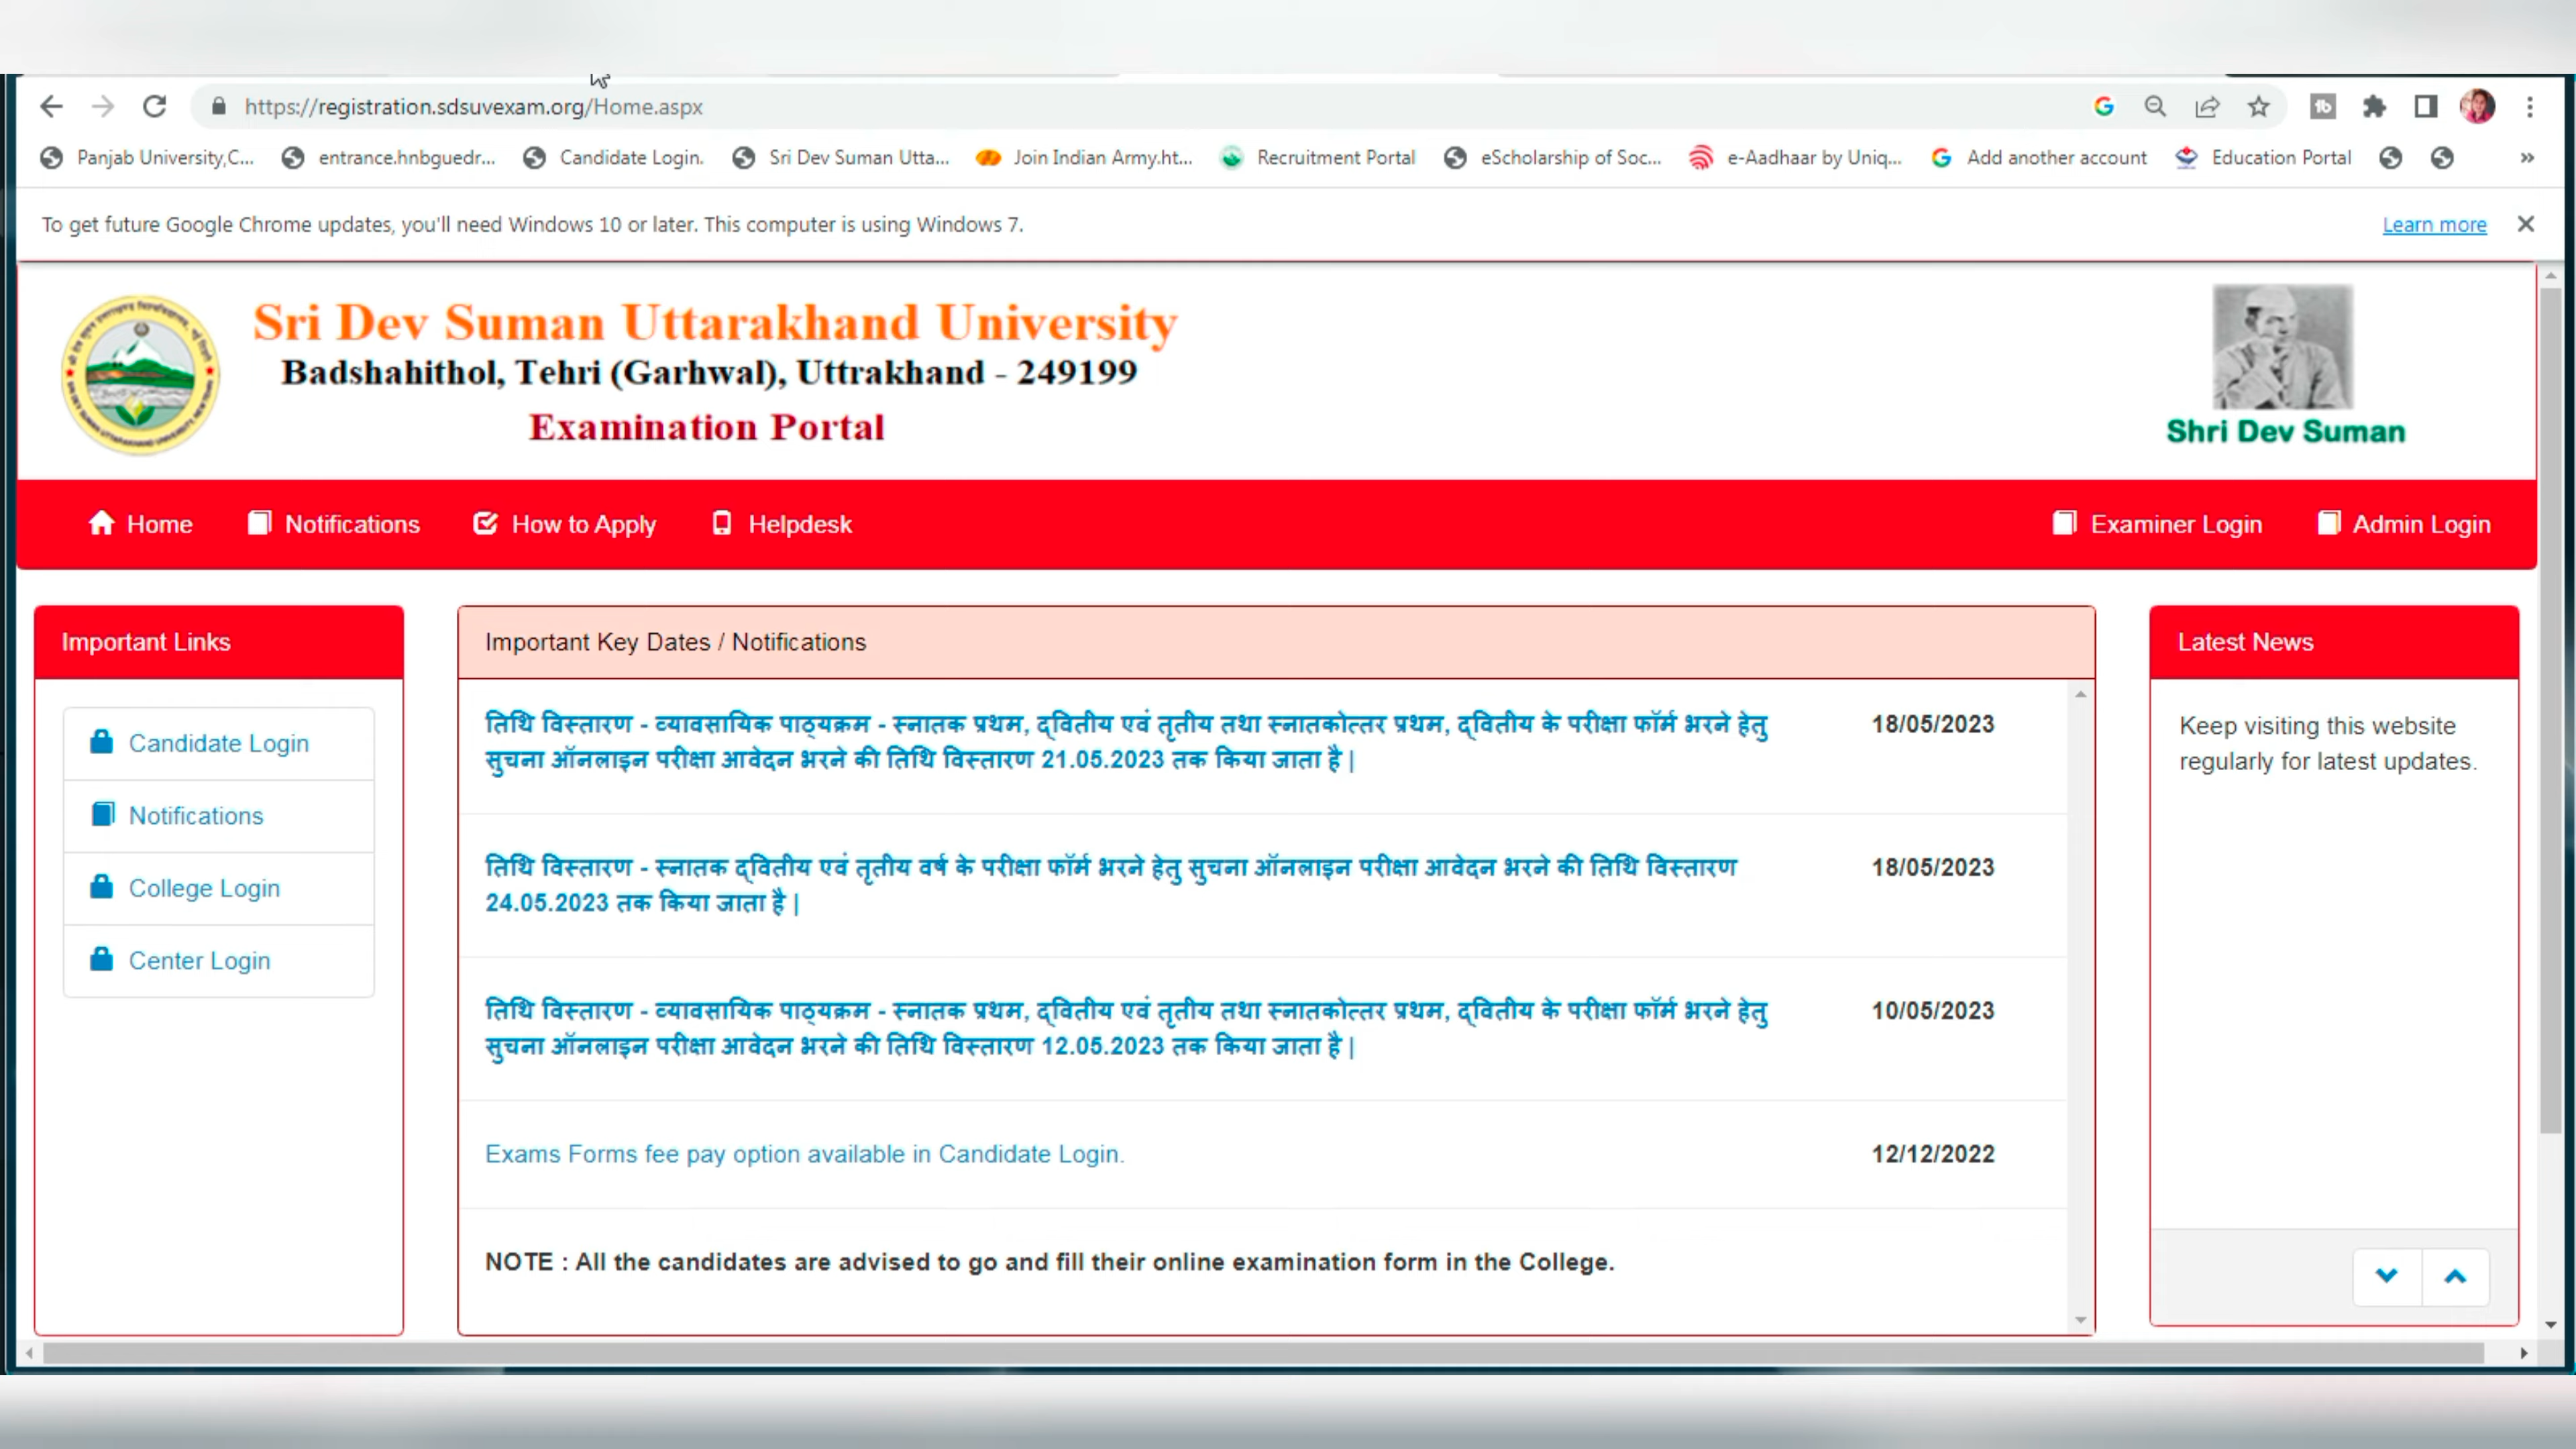 https://registration.sdsuvexam.org/Home.aspx
Panjab University,C... entrance.hnbguedr... Candidate Login. Sri Dev Suman Utta... Join Indian Army.ht... Recruitment Portal eScholarship of Soc... e-Aadhaar by Uniq... Add another account Education Portal »
To get future Google Chrome updates, you'll need Windows 10 or later. This computer is using Windows 7. Learn more
Sri Dev Suman Uttarakhand University
Badshahithol, Tehri (Garhwal), Uttrakhand - 249199
Examination Portal
Shri Dev Suman
Home Notifications How to Apply Helpdesk Examiner Login Admin Login
Important Links
Candidate Login
Notifications
College Login
Center Login
Important Key Dates / Notifications
तिथि विस्तारण - व्यावसायिक पाठ्यक्रम - स्नातक प्रथम, द्वितीय एवं तृतीय तथा स्नातकोत्तर प्रथम, द्वितीय के परीक्षा फॉर्म भरने हेतु 18/05/2023
सुचना ऑनलाइन परीक्षा आवेदन भरने की तिथि विस्तारण 21.05.2023 तक किया जाता है |
तिथि विस्तारण - स्नातक द्वितीय एवं तृतीय वर्ष के परीक्षा फॉर्म भरने हेतु सुचना ऑनलाइन परीक्षा आवेदन भरने की तिथि विस्तारण 18/05/2023
24.05.2023 तक किया जाता है |
तिथि विस्तारण - व्यावसायिक पाठ्यक्रम - स्नातक प्रथम, द्वितीय एवं तृतीय तथा स्नातकोत्तर प्रथम, द्वितीय के परीक्षा फॉर्म भरने हेतु 10/05/2023
सुचना ऑनलाइन परीक्षा आवेदन भरने की तिथि विस्तारण 12.05.2023 तक किया जाता है |
Exams Forms fee pay option available in Candidate Login. 12/12/2022
NOTE : All the candidates are advised to go and fill their online examination form in the College.
Latest News
Keep visiting this website
regularly for latest updates.